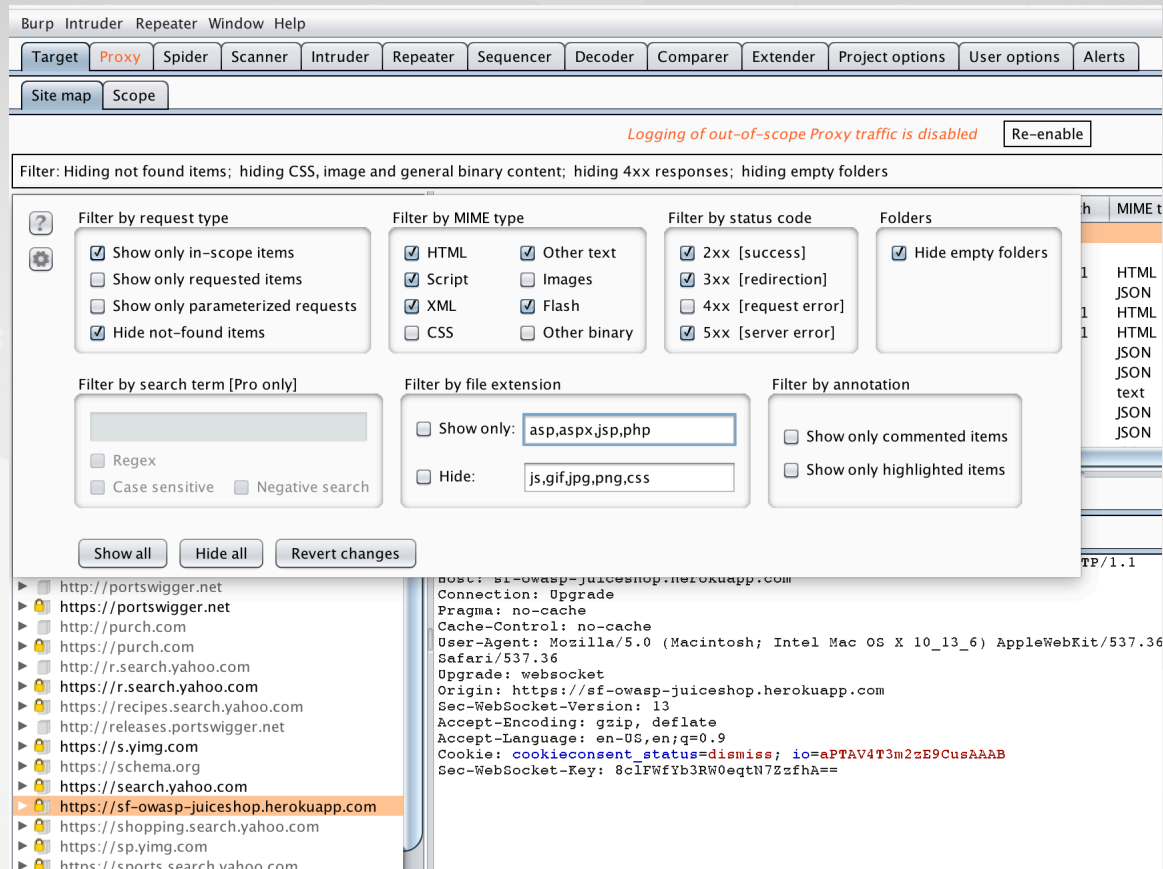 Burp Intruder Repeater Window Help
Target Proxy Spider Scanner Intruder Repeater Sequencer Decoder Comparer Extender Project options User options Alerts
Site map Scope
Logging of out-of-scope Proxy traffic is disabled Re-enable
Filter: Hiding not found items; hiding CSS, image and general binary content; hiding 4xx responses; hiding empty folders
?
Filter by request type
Show only in-scope items
Show only requested items
Show only parameterized requests
Hide not-found items
Filter by MIME type
HTML Other text
Script Images
XML Flash
CSS Other binary
Filter by status code
2xx [success]
3xx [redirection]
4xx [request error]
5xx [server error]
Folders
Hide empty folders
Filter by search term [Pro only]
Regex
Case sensitive Negative search
Filter by file extension
Show only: asp,aspx,jsp,php
Hide: js,gif,jpg,png,css
Filter by annotation
Show only commented items
Show only highlighted items
Show all Hide all Revert changes
h MIME t
1 HTML
JSON
1 HTML
1 HTML
JSON
JSON
text
JSON
JSON
http://portswigger.net
https://portswigger.net
http://purch.com
https://purch.com
http://r.search.yahoo.com
https://r.search.yahoo.com
https://recipes.search.yahoo.com
http://releases.portswigger.net
https://s.yimg.com
https://schema.org
https://search.yahoo.com
https://sf-owasp-juiceshop.herokuapp.com
https://shopping.search.yahoo.com
https://sp.yimg.com
https://sports.search.yahoo.com
TP/1.1
Host: sf-owasp-juiceshop.herokuapp.com
Connection: Upgrade
Pragma: no-cache
Cache-Control: no-cache
User-Agent: Mozilla/5.0 (Macintosh; Intel Mac OS X 10_13_6) AppleWebKit/537.36
Safari/537.36
Upgrade: websocket
Origin: https://sf-owasp-juiceshop.herokuapp.com
Sec-WebSocket-Version: 13
Accept-Encoding: gzip, deflate
Accept-Language: en-US,en;q=0.9
Cookie: cookieconsent_status=dismiss; io=aPTAV4T3m2zE9CusAAAB
Sec-WebSocket-Key: 8clFWfYb3RW0eqtN7ZzfhA==